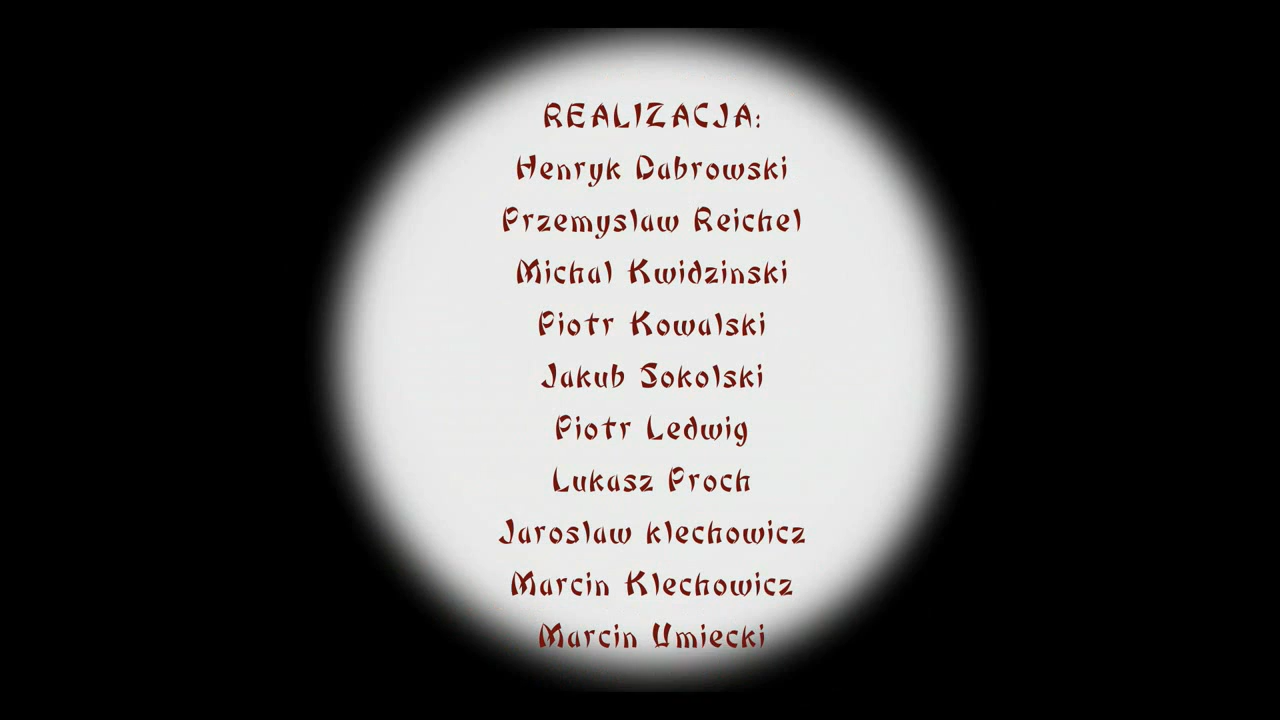 REALIZACJA:
Henryk Dabrowski
Przemyslaw Reichel
Michal Kwidzinski
Piotr Kowalski
Jakub Sokolski
Piotr Ledwig
Lukasz Proch
Jaroslaw klechowicz
Marcin Klechowicz
Marcin Umiecki